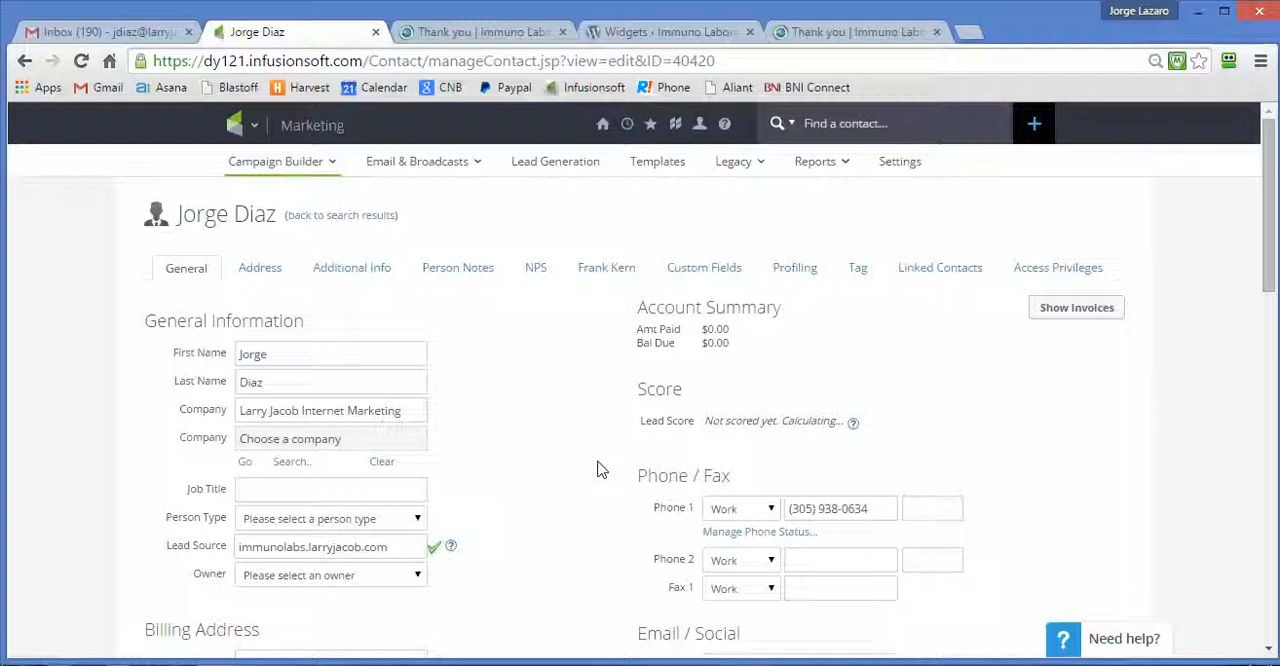 Jorge Lazaro
Inbox (190) - jdiaz@larryja
Jorge Diaz
Thank you | Immuno Lab
Widgets ‹ Immuno Labo
Thank you | Immuno Lab
https://dy121.infusionsoft.com/Contact/manageContact.jsp?view=edit&ID=40420
Apps Gmail Asana Blastoff Harvest Calendar CNB Paypal Infusionsoft Phone Aliant BNI BNI Connect
Marketing Find a contact...
Campaign Builder Email & Broadcasts Lead Generation Templates Legacy Reports Settings
Jorge Diaz (back to search results)
General Address Additional Info Person Notes NPS Frank Kern Custom Fields Profiling Tag Linked Contacts Access Privileges
General Information
First Name Jorge
Last Name Diaz
Company Larry Jacob Internet Marketing
Company Choose a company
Go Search.. Clear
Job Title
Person Type Please select a person type
Lead Source immunolabs.larryjacob.com
Owner Please select an owner
Billing Address
Account Summary
Show Invoices
Amt Paid $0.00
Bal Due $0.00
Score
Lead Score Not scored yet. Calculating...
Phone / Fax
Phone 1 Work (305) 938-0634
Manage Phone Status...
Phone 2 Work
Fax 1 Work
Email / Social
? Need help?